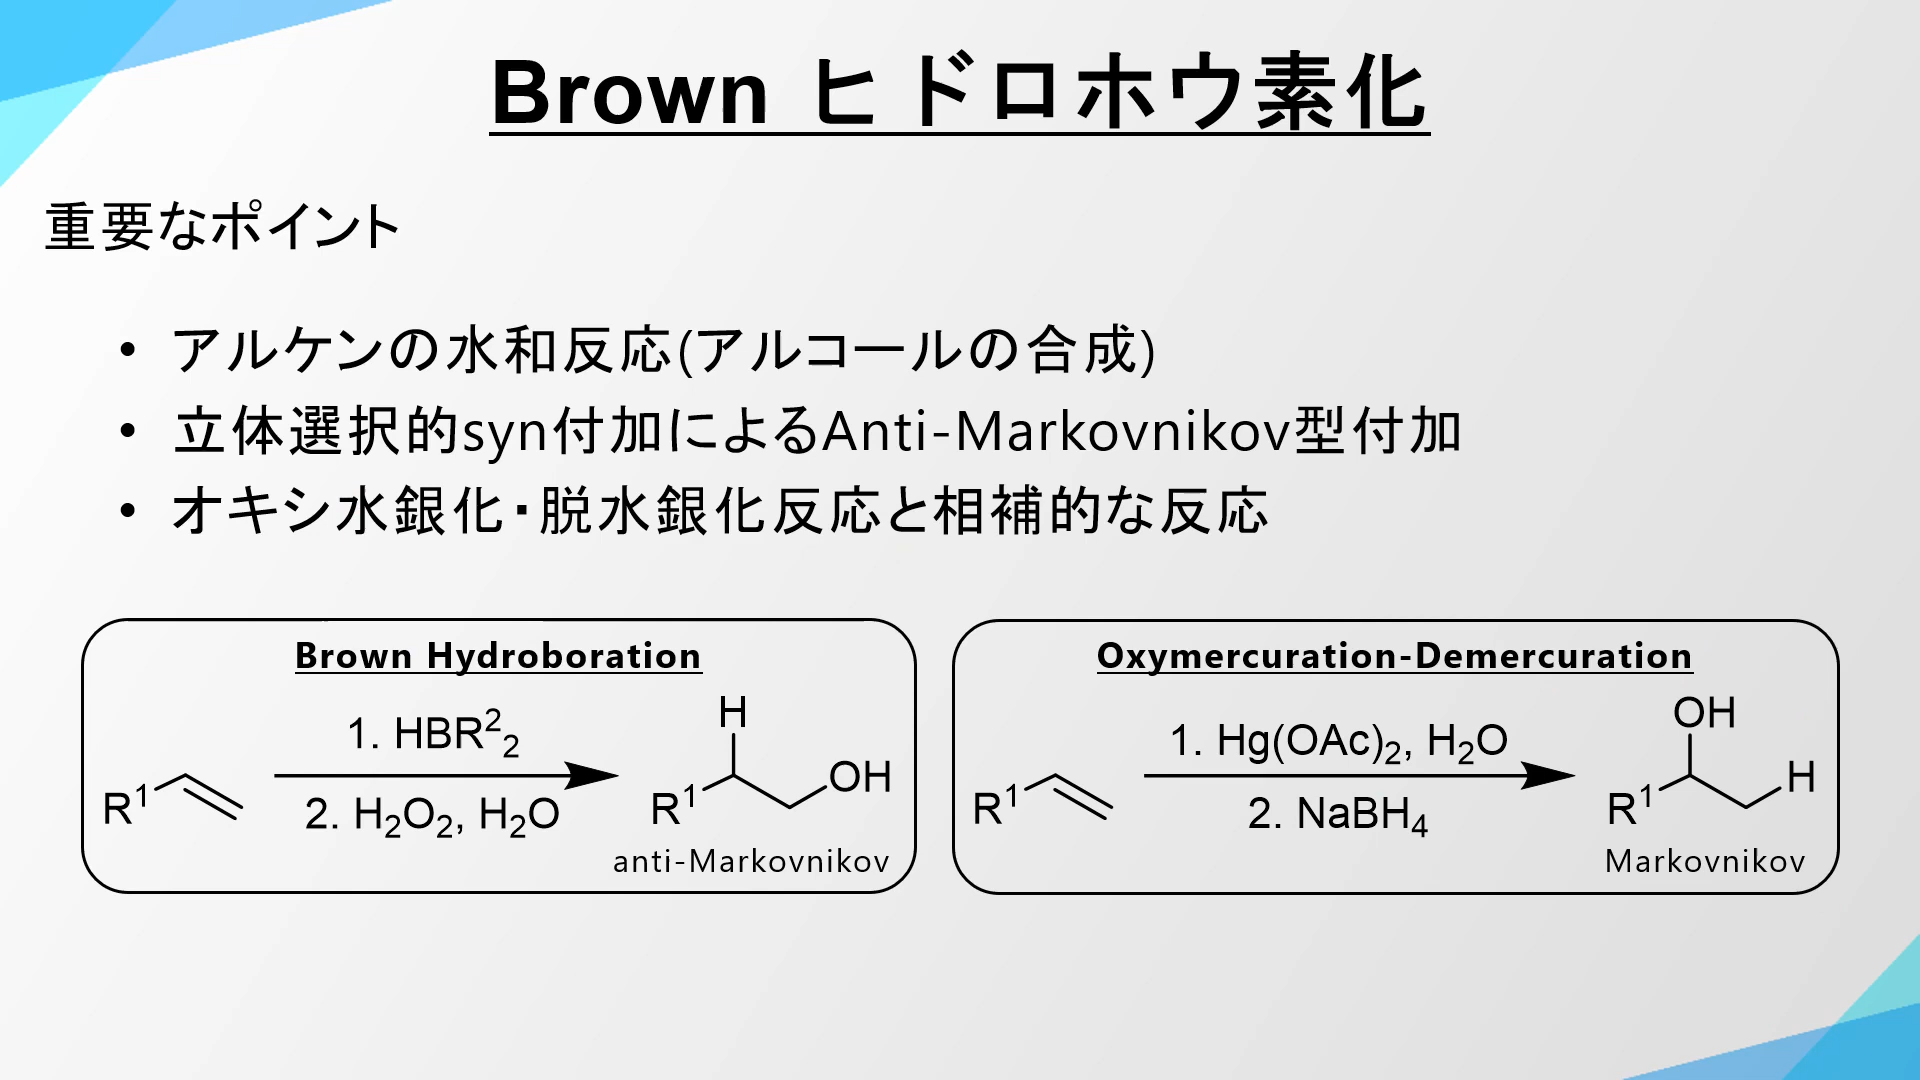 Brown ヒドロホウ素化
重要なポイント
• アルケンの水和反応(アルコールの合成)
• 立体選択的syn付加によるAnti-Markovnikov型付加
• オキシ水銀化・脱水銀化反応と相補的な反応
Brown Hydroboration
1. HBR²₂
2. H₂O₂, H₂O
R¹
H
R¹
OH
anti-Markovnikov
Oxymercuration-Demercuration
1. Hg(OAc)₂, H₂O
2. NaBH₄
R¹
OH
R¹
H
Markovnikov